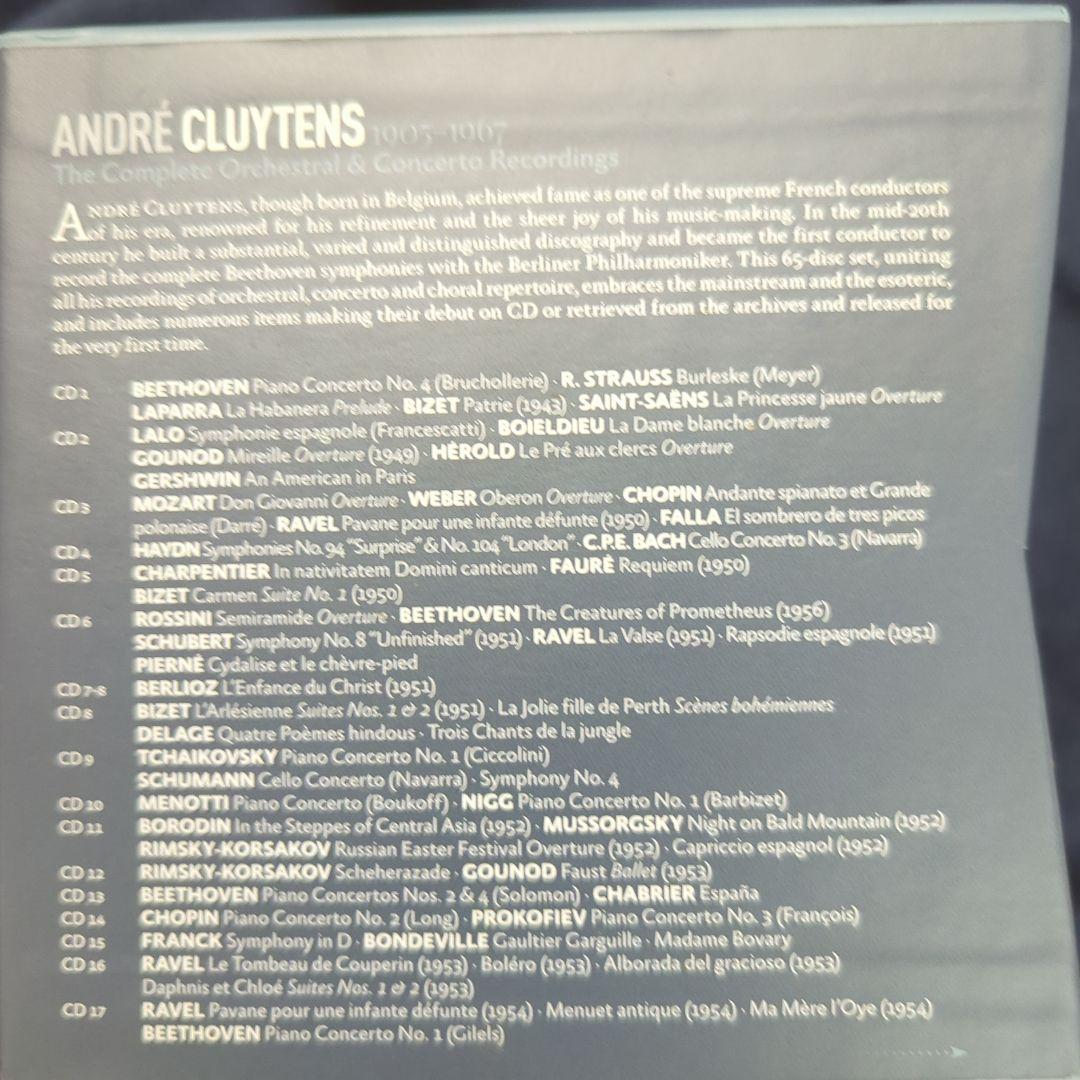 ANDRÉ CLUYTENS 1905–1967
The Complete Orchestral & Concerto Recordings
ANDRÉ CLUYTENS, though born in Belgium, achieved fame as one of the supreme French conductors
of his era, renowned for his refinement and the sheer joy of his music-making. In the mid-20th
century he built a substantial, varied and distinguished discography and became the first conductor to
record the complete Beethoven symphonies with the Berliner Philharmoniker. This 65-disc set, uniting
all his recordings of orchestral, concerto and choral repertoire, embraces the mainstream and the esoteric,
and includes numerous items making their debut on CD or retrieved from the archives and released for
the very first time.
CD 1 BEETHOVEN Piano Concerto No. 4 (Bruchollerie) · R. STRAUSS Burleske (Meyer)
LAPARRA La Habanera Prelude · BIZET Patrie (1943) · SAINT-SAËNS La Princesse jaune Overture
CD 2 LALO Symphonie espagnole (Francescatti) · BOIELDIEU La Dame blanche Overture
GOUNOD Mireille Overture (1949) · HÉROLD Le Pré aux clercs Overture
GERSHWIN An American in Paris
CD 3 MOZART Don Giovanni Overture · WEBER Oberon Overture · CHOPIN Andante spianato et Grande
polonaise (Darré) · RAVEL Pavane pour une infante défunte (1950) · FALLA El sombrero de tres picos
CD 4 HAYDN Symphonies No. 94 “Surprise” & No. 104 “London” · C.P.E. BACH Cello Concerto No. 3 (Navarra)
CD 5 CHARPENTIER In nativitatem Domini canticum · FAURÉ Requiem (1950)
BIZET Carmen Suite No. 1 (1950)
CD 6 ROSSINI Semiramide Overture · BEETHOVEN The Creatures of Prometheus (1956)
SCHUBERT Symphony No. 8 “Unfinished” (1951) · RAVEL La Valse (1951) · Rapsodie espagnole (1951)
PIERNÉ Cydalise et le chèvre-pied
CD 7-8 BERLIOZ L’Enfance du Christ (1951)
CD 8 BIZET L’Arlésienne Suites Nos. 1 & 2 (1951) · La Jolie fille de Perth Scènes bohémiennes
DELAGE Quatre Poèmes hindous · Trois Chants de la jungle
CD 9 TCHAIKOVSKY Piano Concerto No. 1 (Ciccolini)
SCHUMANN Cello Concerto (Navarra) · Symphony No. 4
CD 10 MENOTTI Piano Concerto (Boukoff) · NIGG Piano Concerto No. 1 (Barbizet)
CD 11 BORODIN In the Steppes of Central Asia (1952) · MUSSORGSKY Night on Bald Mountain (1952)
RIMSKY-KORSAKOV Russian Easter Festival Overture (1952) · Capriccio espagnol (1952)
CD 12 RIMSKY-KORSAKOV Scheherazade · GOUNOD Faust Ballet (1953)
CD 13 BEETHOVEN Piano Concertos Nos. 2 & 4 (Solomon) · CHABRIER España
CD 14 CHOPIN Piano Concerto No. 2 (Long) · PROKOFIEV Piano Concerto No. 3 (François)
CD 15 FRANCK Symphony in D · BONDEVILLE Gaultier Garguille · Madame Bovary
CD 16 RAVEL Le Tombeau de Couperin (1953) · Boléro (1953) · Alborada del gracioso (1953)
Daphnis et Chloé Suites Nos. 1 & 2 (1953)
CD 17 RAVEL Pavane pour une infante défunte (1954) · Menuet antique (1954) · Ma Mère l’Oye (1954)
BEETHOVEN Piano Concerto No. 1 (Gilels)